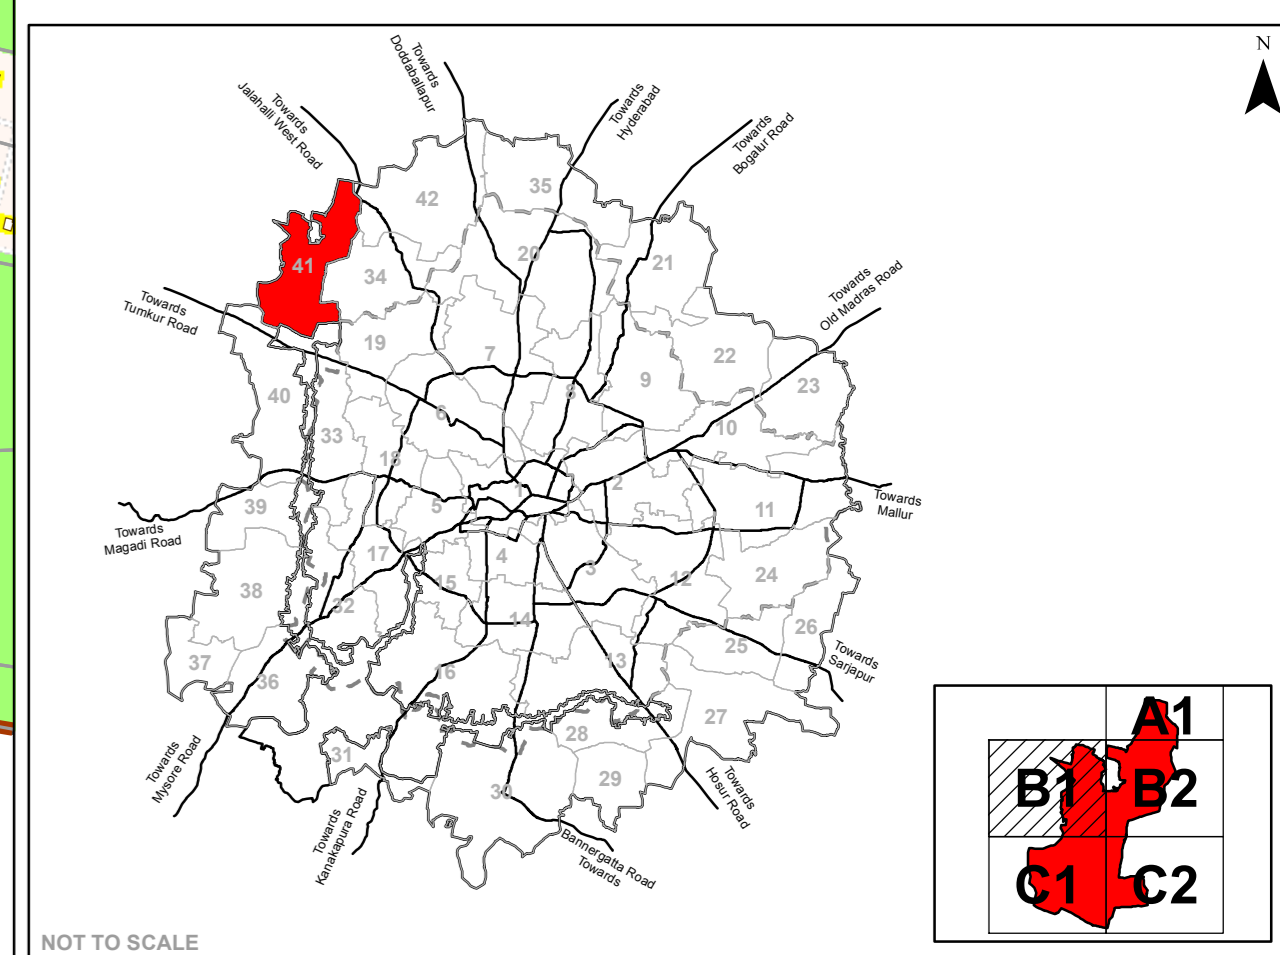 N
Towards
Doddaballapur
Towards
Hyderabad
Towards
Jalahalli West Road
Towards
Bogalur Road
42
35
20
21
41
34
Towards
Old Madras Road
Towards
Tumkur Road
19
7
22
9
23
40
8
6
33
10
18
39
5
1
2
11
Towards
Mallur
Towards
Magadi Road
17
4
3
15
12
24
38
32
14
26
25
13
37
36
16
Towards
Sarjapur
27
28
31
29
30
Towards
Mysore Road
Towards
Kanakapura Road
Towards
Hosur Road
Bannergatta Road
Towards
A1
B1
B2
C1
C2
NOT TO SCALE